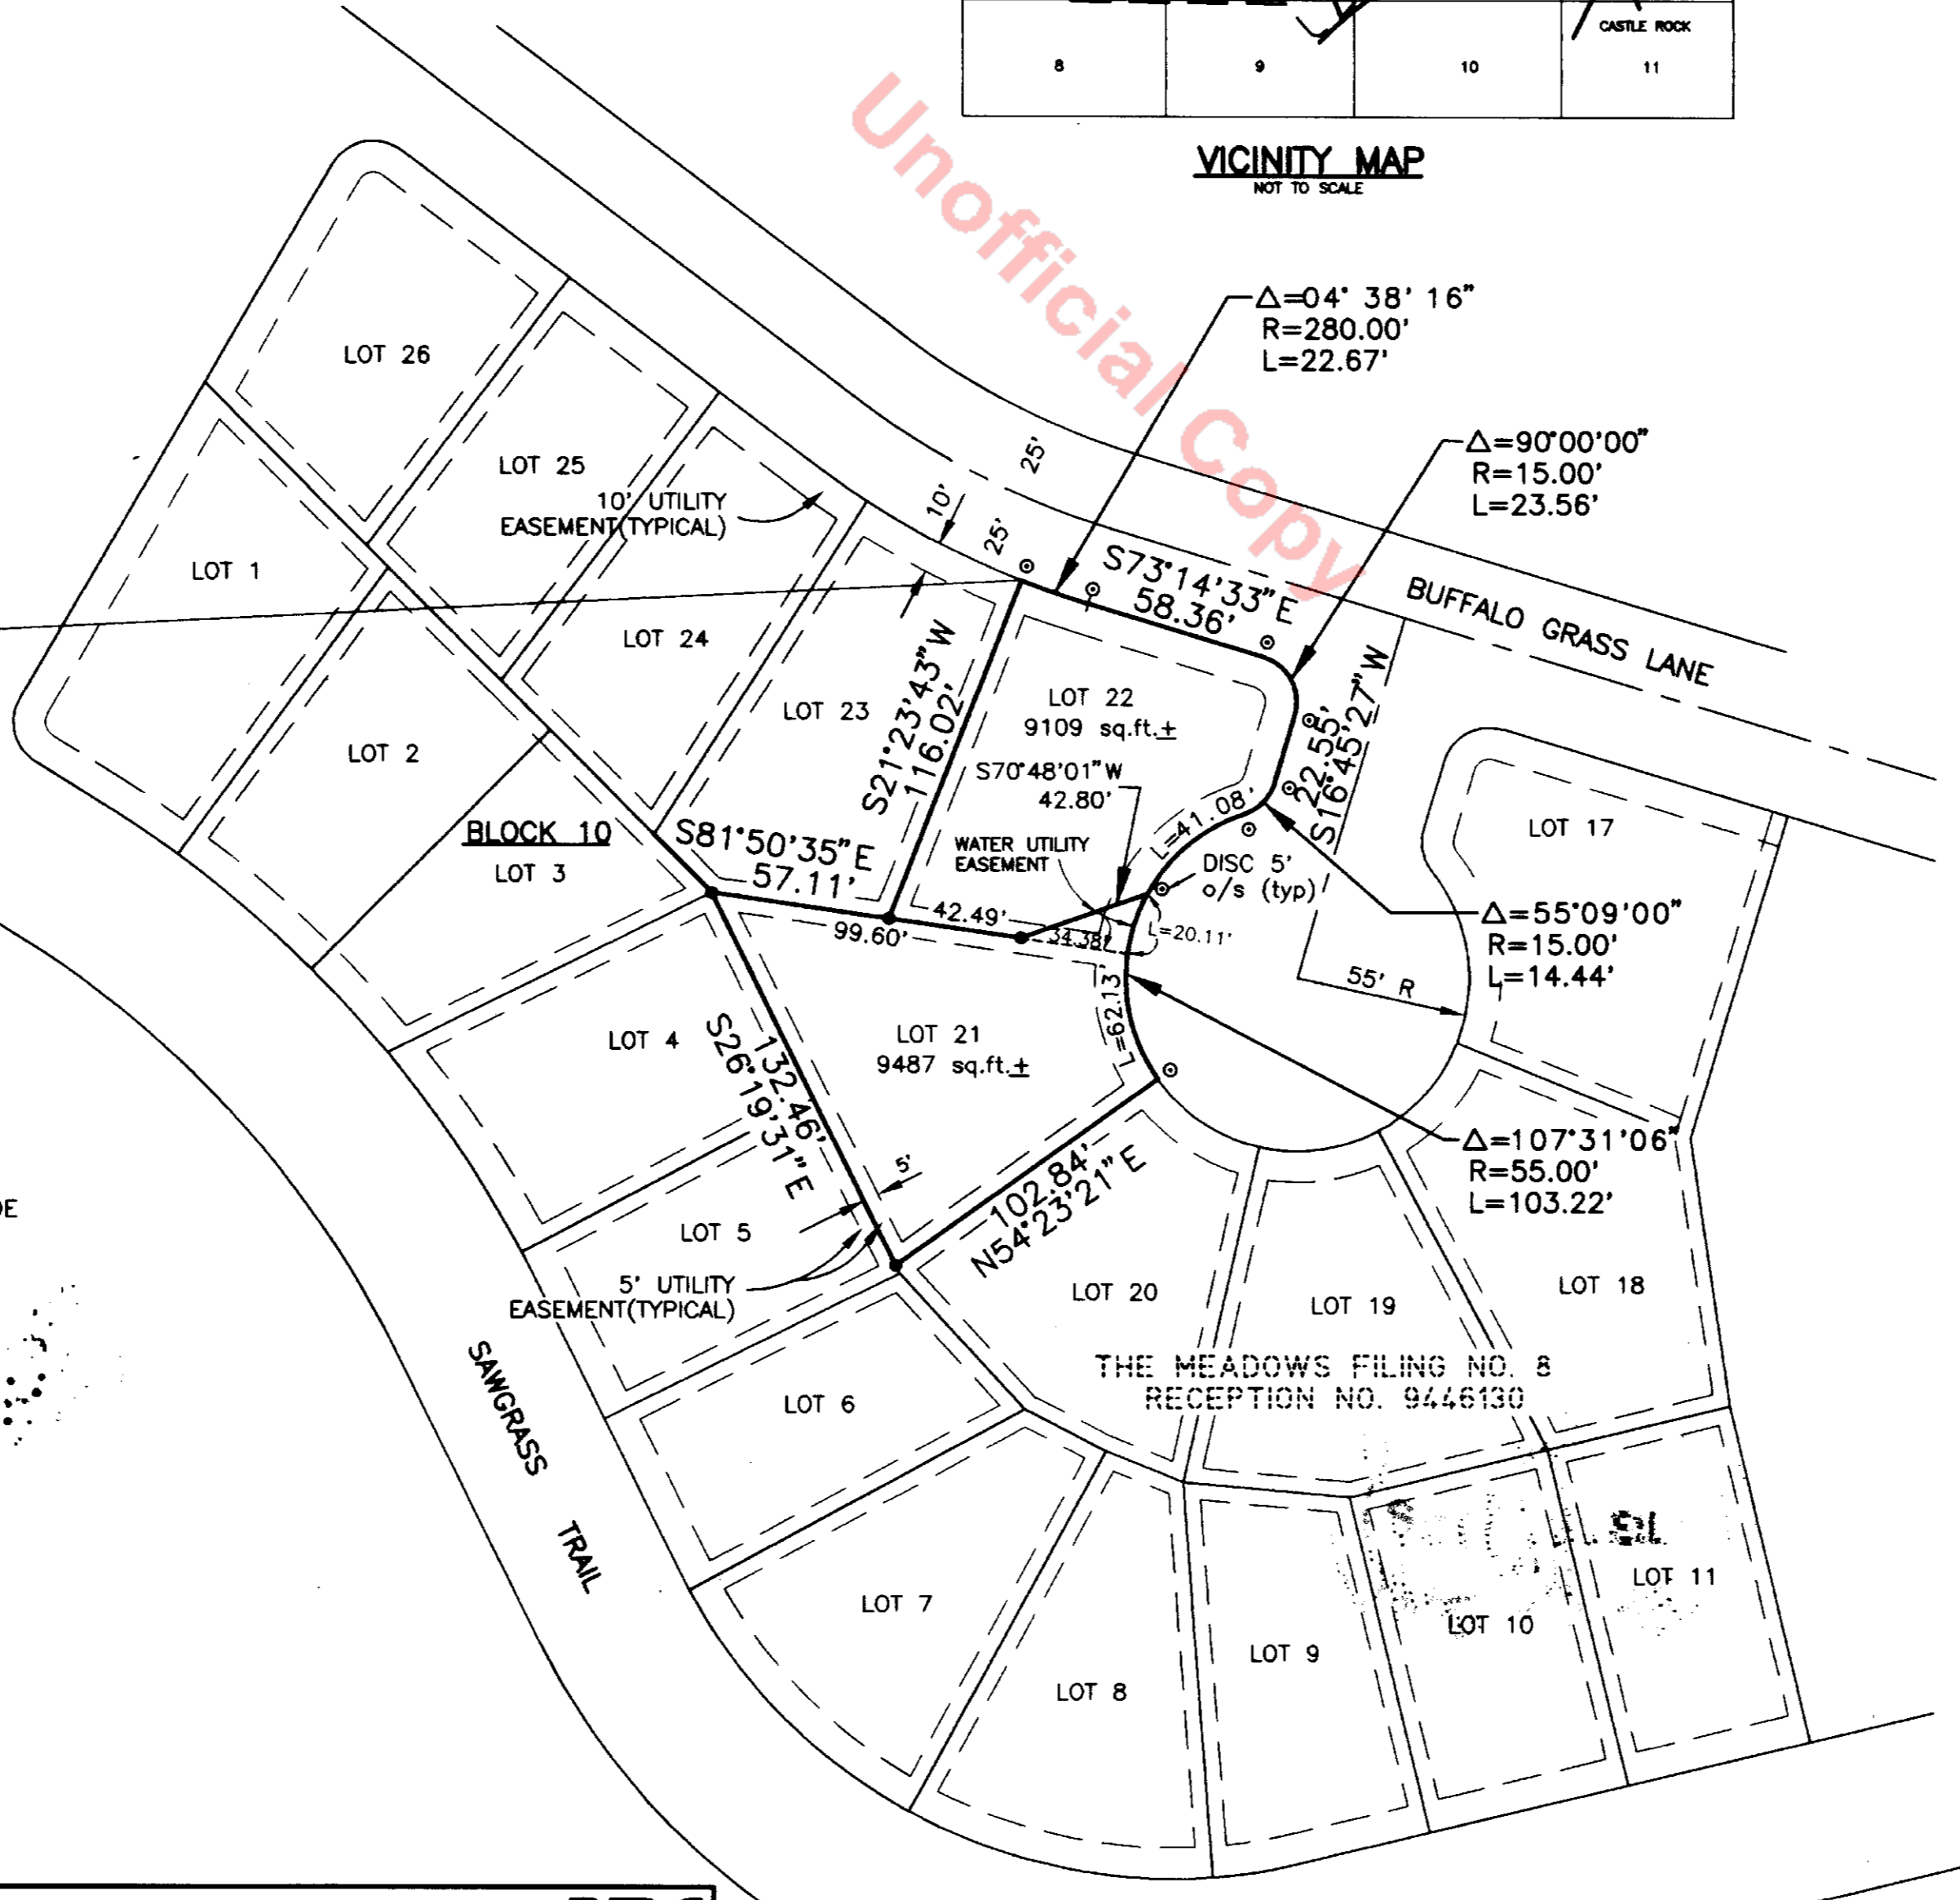 CASTLE ROCK
8 9 10 11
VICINITY MAP
NOT TO SCALE
Unofficial Copy
Δ=04° 38' 16"
R=280.00'
L=22.67'
Δ=90°00'00"
R=15.00'
L=23.56'
LOT 26
LOT 25
10' UTILITY
EASEMENT(TYPICAL)
25'
10'
25'
S73°14'33"E
58.36'
BUFFALO GRASS LANE
LOT 1
LOT 24
LOT 23
S21°23'43"W
116.02'
LOT 22
9109 sq.ft.±
22.55'
S16°45'27"W
LOT 2
S70°48'01"W
42.80'
L=41.08'
LOT 17
BLOCK 10
LOT 3
S81°50'35"E
57.11'
WATER UTILITY
EASEMENT
DISC 5'
o/s (typ)
42.49'
99.60'
34.38'
L=20.11'
Δ=55°09'00"
R=15.00'
L=14.44'
55' R
LOT 4
LOT 21
9487 sq.ft.±
L=62.13'
132.46'
S26°19'31"E
5'
102.84'
N54°23'21"E
Δ=107°31'06"
R=55.00'
L=103.22'
LOT 5
5' UTILITY
EASEMENT(TYPICAL)
LOT 20
LOT 19
LOT 18
THE MEADOWS FILING NO. 8
RECEPTION NO. 9446130
SAWGRASS TRAIL
LOT 6
LOT 7
LOT 8
LOT 9
LOT 10
LOT 11